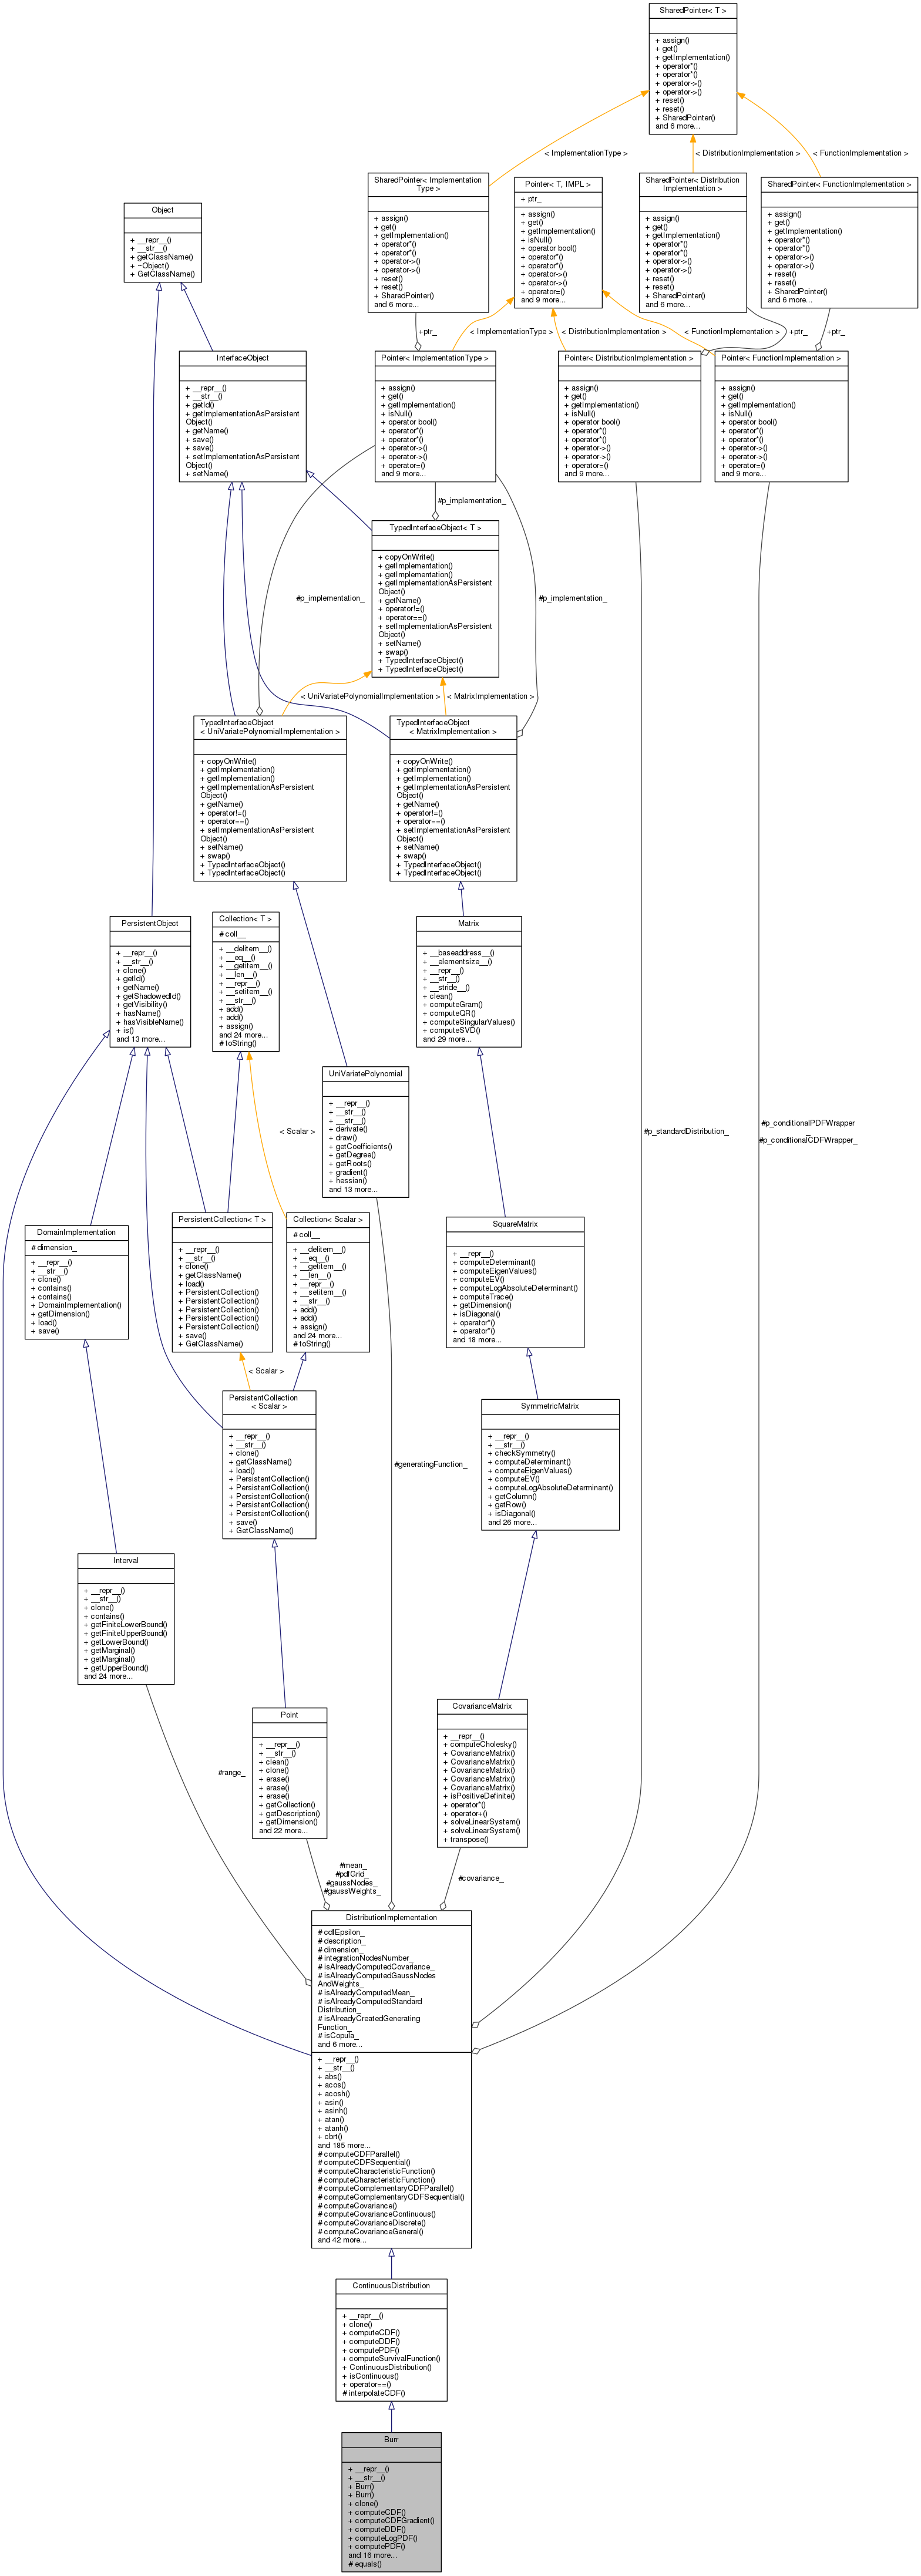 SharedPointer< T >
+ assign()
+ get()
+ getImplementation()
+ operator*()
+ operator*()
+ operator->()
+ operator->()
+ reset()
+ reset()
+ SharedPointer()
and 6 more...
< ImplementationType >
< DistributionImplementation >
< FunctionImplementation >
SharedPointer< Implementation
Type >
+ assign()
+ get()
+ getImplementation()
+ operator*()
+ operator*()
+ operator->()
+ operator->()
+ reset()
+ reset()
+ SharedPointer()
and 6 more...
Pointer< T, IMPL >
+ ptr_
+ assign()
+ get()
+ getImplementation()
+ isNull()
+ operator bool()
+ operator*()
+ operator*()
+ operator->()
+ operator->()
+ operator=()
and 9 more...
SharedPointer< Distribution
Implementation >
+ assign()
+ get()
+ getImplementation()
+ operator*()
+ operator*()
+ operator->()
+ operator->()
+ reset()
+ reset()
+ SharedPointer()
and 6 more...
SharedPointer< FunctionImplementation >
+ assign()
+ get()
+ getImplementation()
+ operator*()
+ operator*()
+ operator->()
+ operator->()
+ reset()
+ reset()
+ SharedPointer()
and 6 more...
Object
+ __repr__()
+ __str__()
+ getClassName()
+ ~Object()
+ GetClassName()
+ptr_
< ImplementationType >
< DistributionImplementation >
< FunctionImplementation >
+ptr_
+ptr_
InterfaceObject
+ __repr__()
+ __str__()
+ getId()
+ getImplementationAsPersistent
Object()
+ getName()
+ save()
+ save()
+ setImplementationAsPersistent
Object()
+ setName()
Pointer< ImplementationType >
+ assign()
+ get()
+ getImplementation()
+ isNull()
+ operator bool()
+ operator*()
+ operator*()
+ operator->()
+ operator->()
+ operator=()
and 9 more...
Pointer< DistributionImplementation >
+ assign()
+ get()
+ getImplementation()
+ isNull()
+ operator bool()
+ operator*()
+ operator*()
+ operator->()
+ operator->()
+ operator=()
and 9 more...
Pointer< FunctionImplementation >
+ assign()
+ get()
+ getImplementation()
+ isNull()
+ operator bool()
+ operator*()
+ operator*()
+ operator->()
+ operator->()
+ operator=()
and 9 more...
#p_implementation_
TypedInterfaceObject< T >
+ copyOnWrite()
+ getImplementation()
+ getImplementation()
+ getImplementationAsPersistent
Object()
+ getName()
+ operator!=()
+ operator==()
+ setImplementationAsPersistent
Object()
+ setName()
+ swap()
+ TypedInterfaceObject()
+ TypedInterfaceObject()
#p_implementation_
#p_implementation_
< UniVariatePolynomialImplementation >
< MatrixImplementation >
TypedInterfaceObject
< UniVariatePolynomialImplementation >
+ copyOnWrite()
+ getImplementation()
+ getImplementation()
+ getImplementationAsPersistent
Object()
+ getName()
+ operator!=()
+ operator==()
+ setImplementationAsPersistent
Object()
+ setName()
+ swap()
+ TypedInterfaceObject()
+ TypedInterfaceObject()
TypedInterfaceObject
< MatrixImplementation >
+ copyOnWrite()
+ getImplementation()
+ getImplementation()
+ getImplementationAsPersistent
Object()
+ getName()
+ operator!=()
+ operator==()
+ setImplementationAsPersistent
Object()
+ setName()
+ swap()
+ TypedInterfaceObject()
+ TypedInterfaceObject()
PersistentObject
+ __repr__()
+ __str__()
+ clone()
+ getId()
+ getName()
+ getShadowedId()
+ getVisibility()
+ hasName()
+ hasVisibleName()
+ is()
and 13 more...
Collection< T >
# coll__
+ __delitem__()
+ __eq__()
+ __getitem__()
+ __len__()
+ __repr__()
+ __setitem__()
+ __str__()
+ add()
+ add()
+ assign()
and 24 more...
# toString()
Matrix
+ __baseaddress__()
+ __elementsize__()
+ __repr__()
+ __str__()
+ __stride__()
+ clean()
+ computeGram()
+ computeQR()
+ computeSingularValues()
+ computeSVD()
and 29 more...
UniVariatePolynomial
+ __repr__()
+ __str__()
+ __str__()
+ derivate()
+ draw()
+ getCoefficients()
+ getDegree()
+ getRoots()
+ gradient()
+ hessian()
and 13 more...
< Scalar >
#p_standardDistribution_
#p_conditionalPDFWrapper
_
#p_conditionalCDFWrapper_
DomainImplementation
# dimension_
+ __repr__()
+ __str__()
+ clone()
+ contains()
+ contains()
+ DomainImplementation()
+ getDimension()
+ load()
+ save()
PersistentCollection< T >
+ __repr__()
+ __str__()
+ clone()
+ getClassName()
+ load()
+ PersistentCollection()
+ PersistentCollection()
+ PersistentCollection()
+ PersistentCollection()
+ PersistentCollection()
+ save()
+ GetClassName()
Collection< Scalar >
# coll__
+ __delitem__()
+ __eq__()
+ __getitem__()
+ __len__()
+ __repr__()
+ __setitem__()
+ __str__()
+ add()
+ add()
+ assign()
and 24 more...
# toString()
SquareMatrix
+ __repr__()
+ computeDeterminant()
+ computeEigenValues()
+ computeEV()
+ computeLogAbsoluteDeterminant()
+ computeTrace()
+ getDimension()
+ isDiagonal()
+ operator*()
+ operator*()
and 18 more...
< Scalar >
PersistentCollection
< Scalar >
+ __repr__()
+ __str__()
+ clone()
+ getClassName()
+ load()
+ PersistentCollection()
+ PersistentCollection()
+ PersistentCollection()
+ PersistentCollection()
+ PersistentCollection()
+ save()
+ GetClassName()
#generatingFunction_
SymmetricMatrix
+ __repr__()
+ __str__()
+ checkSymmetry()
+ computeDeterminant()
+ computeEigenValues()
+ computeEV()
+ computeLogAbsoluteDeterminant()
+ getColumn()
+ getRow()
+ isDiagonal()
and 26 more...
Interval
+ __repr__()
+ __str__()
+ clone()
+ contains()
+ getFiniteLowerBound()
+ getFiniteUpperBound()
+ getLowerBound()
+ getMarginal()
+ getMarginal()
+ getUpperBound()
and 24 more...
Point
+ __repr__()
+ __str__()
+ clean()
+ clone()
+ erase()
+ erase()
+ erase()
+ getCollection()
+ getDescription()
+ getDimension()
and 22 more...
CovarianceMatrix
+ __repr__()
+ computeCholesky()
+ CovarianceMatrix()
+ CovarianceMatrix()
+ CovarianceMatrix()
+ CovarianceMatrix()
+ CovarianceMatrix()
+ isPositiveDefinite()
+ operator*()
+ operator+()
+ solveLinearSystem()
+ solveLinearSystem()
+ transpose()
#range_
#mean_
#pdfGrid_
#gaussNodes_
#gaussWeights_
#covariance_
DistributionImplementation
# cdfEpsilon_
# description_
# dimension_
# integrationNodesNumber_
# isAlreadyComputedCovariance_
# isAlreadyComputedGaussNodes
AndWeights_
# isAlreadyComputedMean_
# isAlreadyComputedStandard
Distribution_
# isAlreadyCreatedGenerating
Function_
# isCopula_
and 6 more...
+ __repr__()
+ __str__()
+ abs()
+ acos()
+ acosh()
+ asin()
+ asinh()
+ atan()
+ atanh()
+ cbrt()
and 185 more...
# computeCDFParallel()
# computeCDFSequential()
# computeCharacteristicFunction()
# computeCharacteristicFunction()
# computeComplementaryCDFParallel()
# computeComplementaryCDFSequential()
# computeCovariance()
# computeCovarianceContinuous()
# computeCovarianceDiscrete()
# computeCovarianceGeneral()
and 42 more...
ContinuousDistribution
+ __repr__()
+ clone()
+ computeCDF()
+ computeDDF()
+ computePDF()
+ computeSurvivalFunction()
+ ContinuousDistribution()
+ isContinuous()
+ operator==()
# interpolateCDF()
Burr
+ __repr__()
+ __str__()
+ Burr()
+ Burr()
+ clone()
+ computeCDF()
+ computeCDFGradient()
+ computeDDF()
+ computeLogPDF()
+ computePDF()
and 16 more...
# equals()